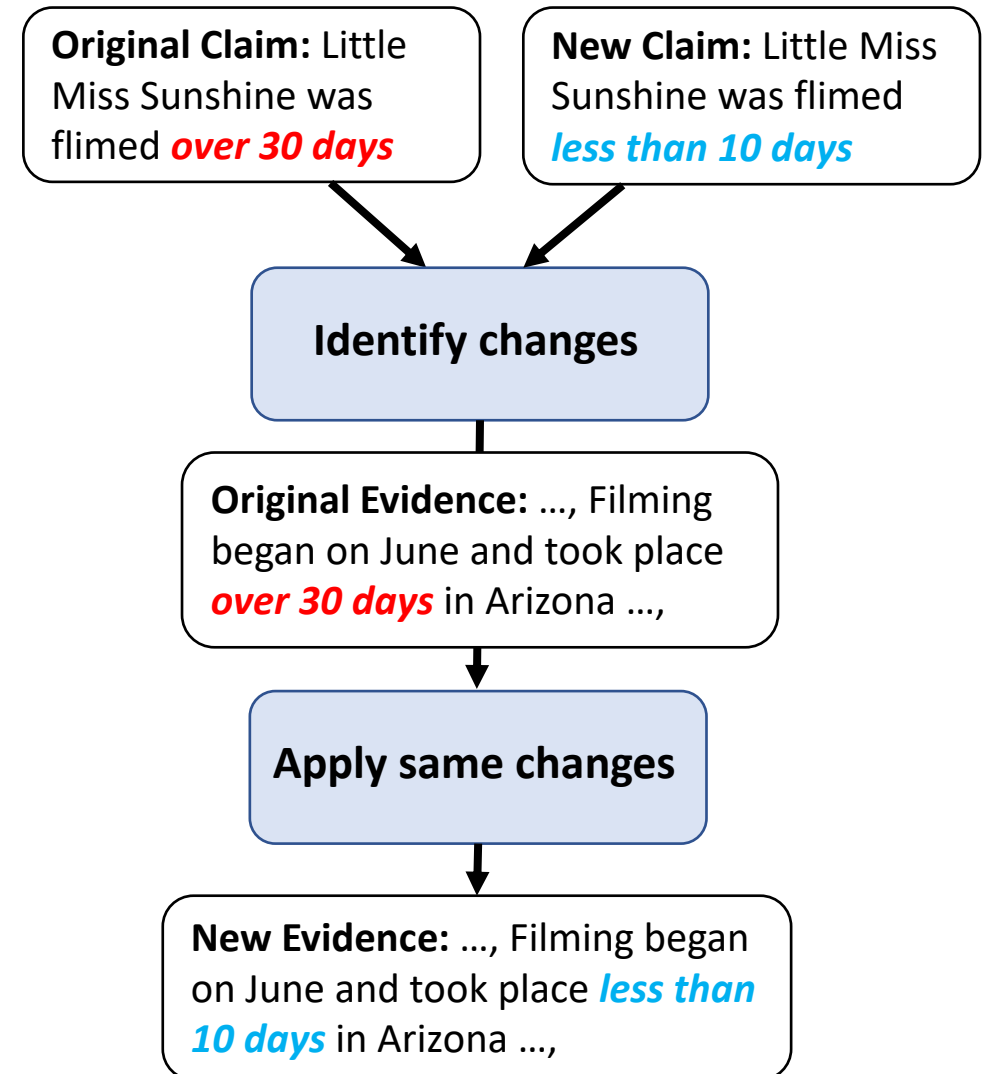 Original Claim: Little
Miss Sunshine was
flimed over 30 days
New Claim: Little Miss
Sunshine was flimed
less than 10 days
Identify changes
Original Evidence: …, Filming
began on June and took place
over 30 days in Arizona …,
Apply same changes
New Evidence: …, Filming began
on June and took place less than
10 days in Arizona …,